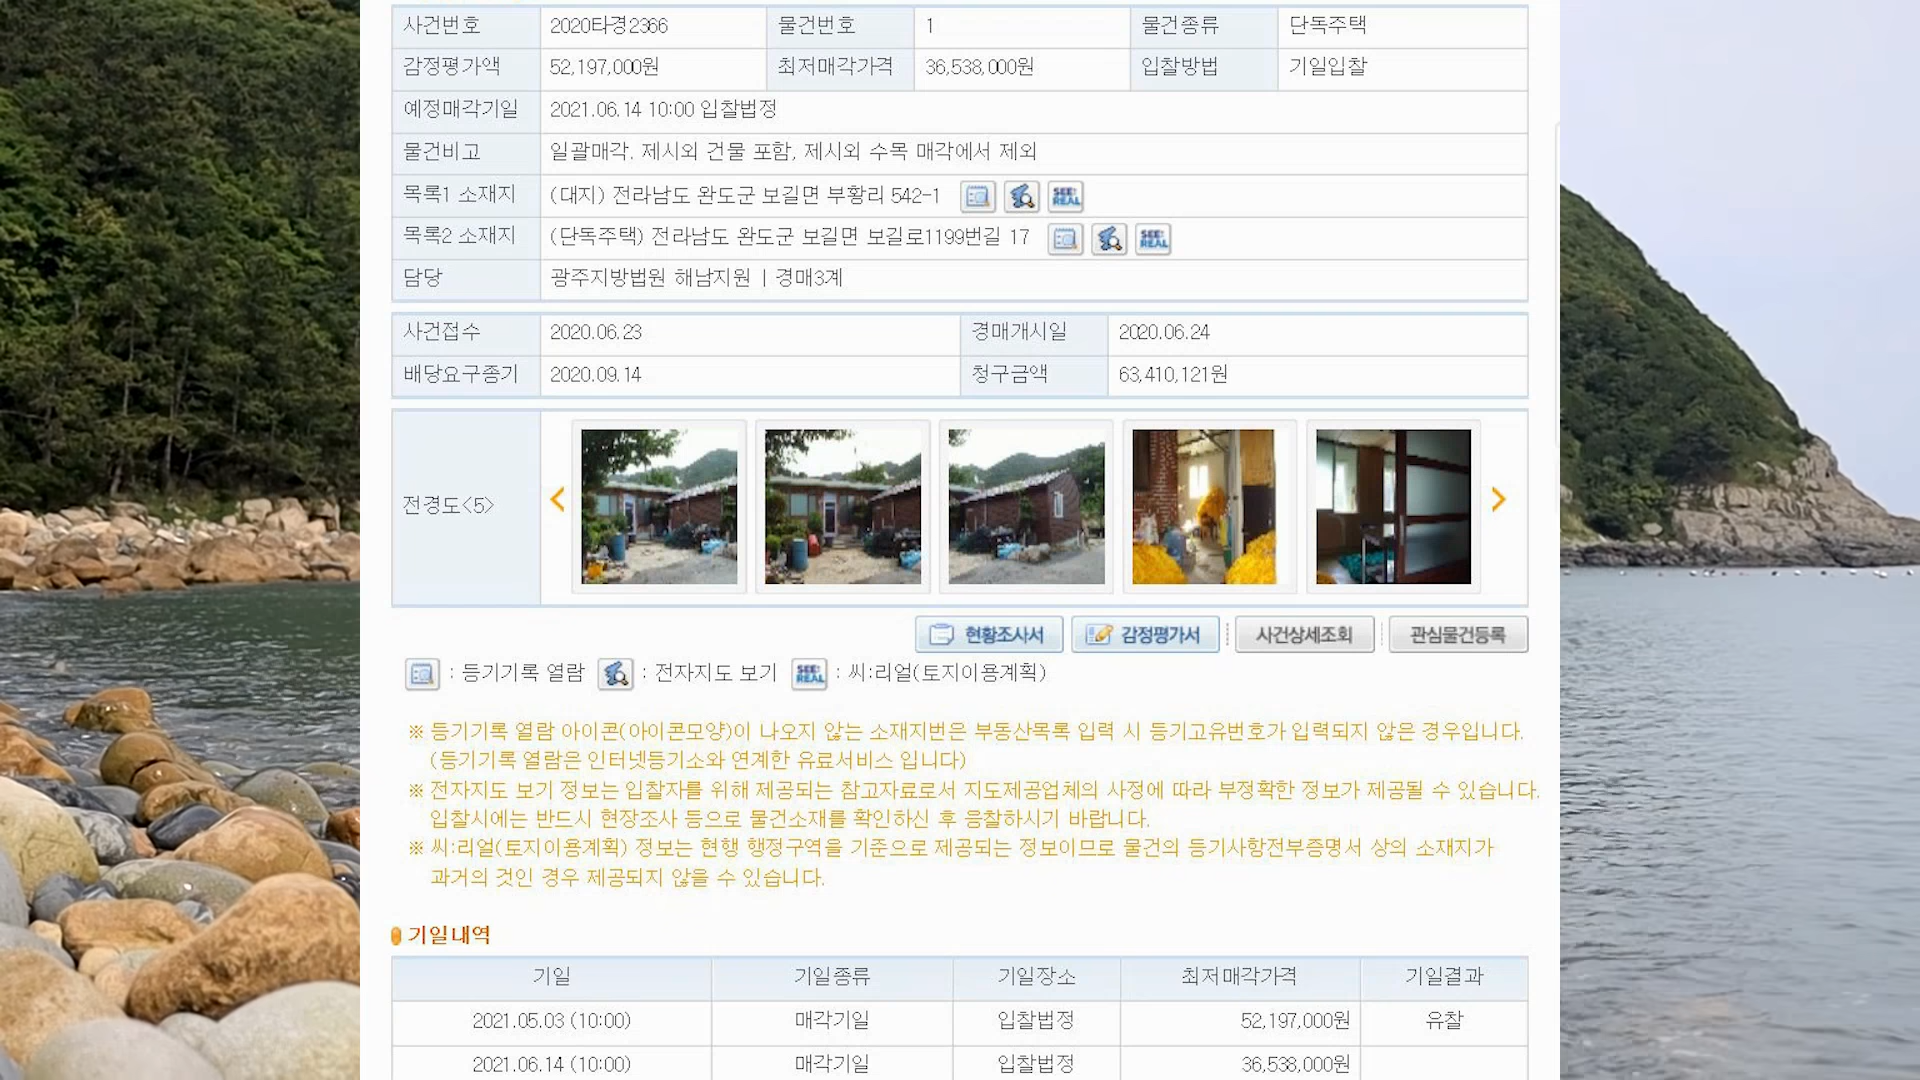 사건번호 2020타경2366 물건번호 1 물건종류 단독주택
감정평가액 52,197,000원 최저매각가격 36,538,000원 입찰방법 기일입찰
예정매각기일 2021.06.14 10:00 입찰법정
물건비고 일괄매각. 제시외 건물 포함, 제시외 수목 매각에서 제외
목록1 소재지 (대지) 전라남도 완도군 보길면 부황리 542-1 SEE: REAL
목록2 소재지 (단독주택) 전라남도 완도군 보길면 보길로1199번길 17 SEE: REAL
담당 광주지방법원 해남지원 | 경매3계
사건접수 2020.06.23 경매개시일 2020.06.24
배당요구종기 2020.09.14 청구금액 63,410,121원
전경도<5>
현황조사서 감정평가서 사건상세조회 관심물건등록
: 등기기록 열람 : 전자지도 보기 SEE: REAL : 씨:리얼(토지이용계획)
※ 등기기록 열람 아이콘(아이콘모양)이 나오지 않는 소재지번은 부동산목록 입력 시 등기고유번호가 입력되지 않은 경우입니다.
(등기기록 열람은 인터넷등기소와 연계한 유료서비스 입니다)
※ 전자지도 보기 정보는 입찰자를 위해 제공되는 참고자료로서 지도제공업체의 사정에 따라 부정확한 정보가 제공될 수 있습니다.
입찰시에는 반드시 현장조사 등으로 물건소재를 확인하신 후 응찰하시기 바랍니다.
※ 씨:리얼(토지이용계획) 정보는 현행 행정구역을 기준으로 제공되는 정보이므로 물건의 등기사항전부증명서 상의 소재지가
과거의 것인 경우 제공되지 않을 수 있습니다.
기일내역
기일 기일종류 기일장소 최저매각가격 기일결과
2021.05.03 (10:00) 매각기일 입찰법정 52,197,000원 유찰
2021.06.14 (10:00) 매각기일 입찰법정 36,538,000원